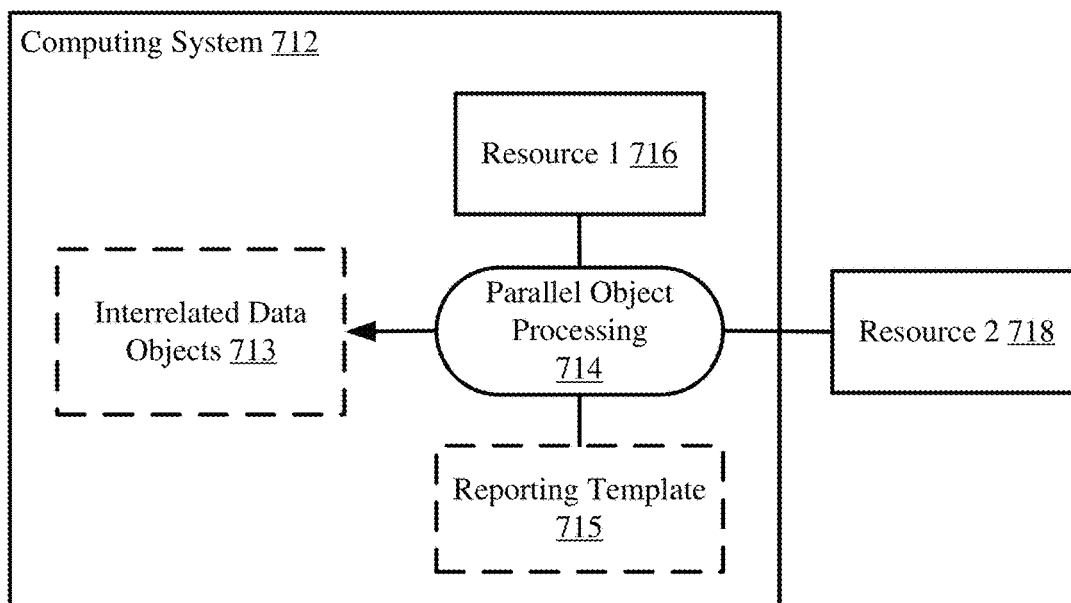 Computing System 712
Resource 1 716
Interrelated Data
Objects 713
Parallel Object
Processing
714
Resource 2 718
Reporting Template
715